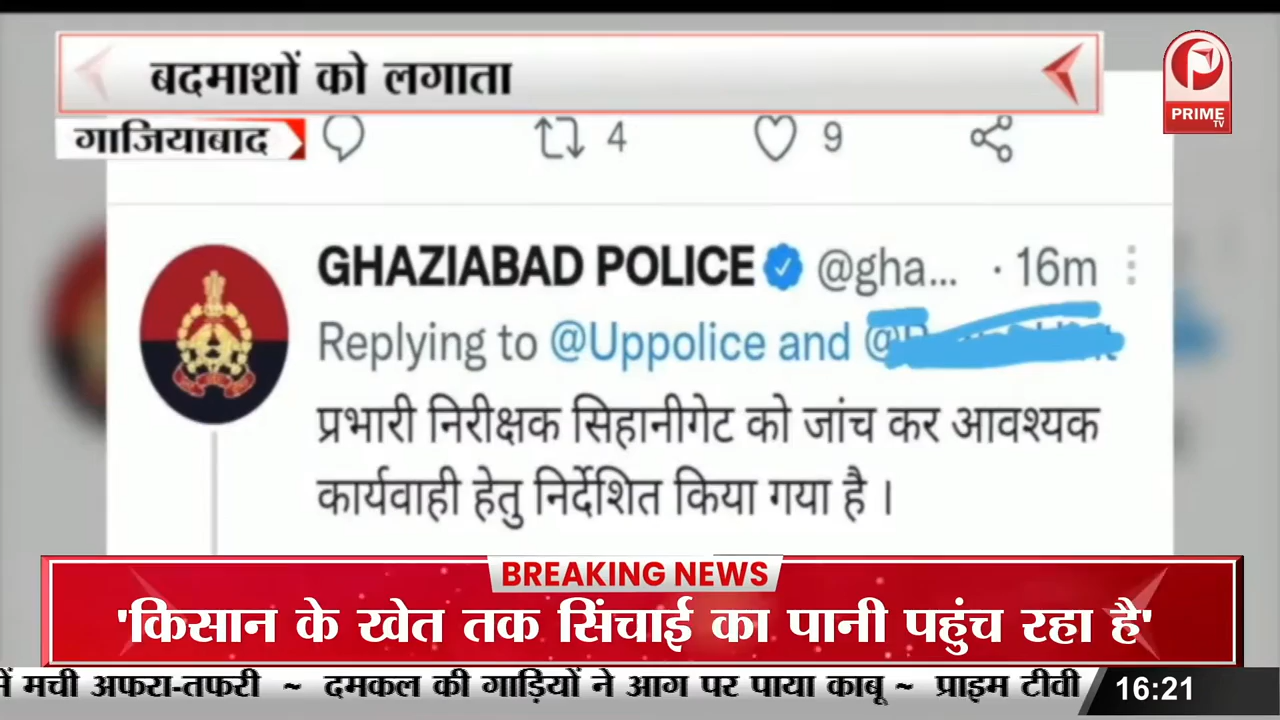 बदमाशों को लगाता
PRIME
TV
गाजियाबाद
4 9
GHAZIABAD POLICE @gha... · 16m
Replying to @Uppolice and
प्रभारी निरीक्षक सिहानीगेट को जांच कर आवश्यक
कार्यवाही हेतु निर्देशित किया गया है ।
BREAKING NEWS
'किसान के खेत तक सिंचाई का पानी पहुंच रहा है'
में मची अफरा-तफरी ~ दमकल की गाड़ियों ने आग पर पाया काबू ~ प्राइम टीवी
16:21